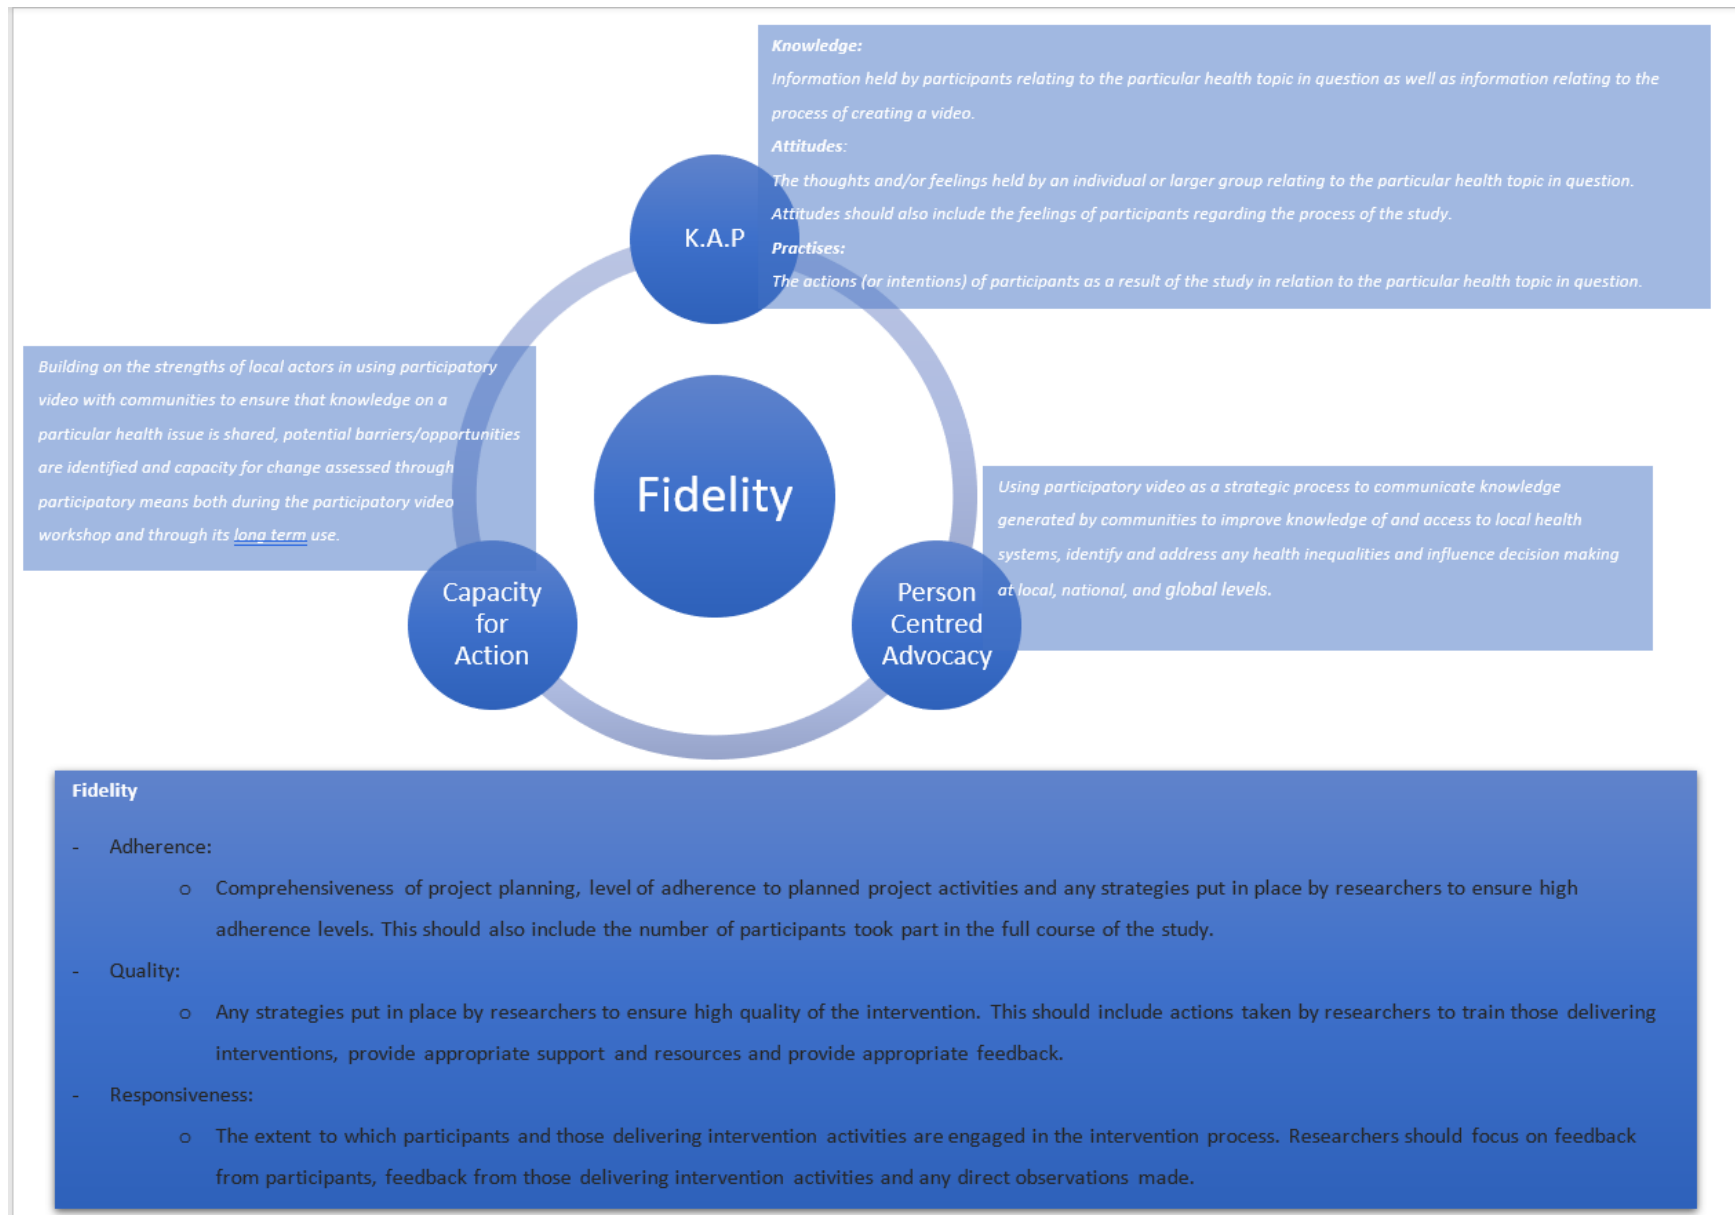 Knowledge:
Information held by participants relating to the particular health topic in question as well as information relating to the
process of creating a video.
Attitudes:
The thoughts and/or feelings held by an individual or larger group relating to the particular health topic in question.
Attitudes should also include the feelings of participants regarding the process of the study.
Practises:
The actions (or intentions) of participants as a result of the study in relation to the particular health topic in question.
K.A.P
Building on the strengths of local actors in using participatory
video with communities to ensure that knowledge on a
particular health issue is shared, potential barriers/opportunities
are identified and capacity for change assessed through
participatory means both during the participatory video
workshop and through its long term use.
Fidelity
Using participatory video as a strategic process to communicate knowledge
generated by communities to improve knowledge of and access to local health
systems, identify and address any health inequalities and influence decision making
at local, national, and global levels.
Capacity
for
Action
Person
Centred
Advocacy
Fidelity
- Adherence:
o Comprehensiveness of project planning, level of adherence to planned project activities and any strategies put in place by researchers to ensure high
adherence levels. This should also include the number of participants took part in the full course of the study.
- Quality:
o Any strategies put in place by researchers to ensure high quality of the intervention. This should include actions taken by researchers to train those delivering
interventions, provide appropriate support and resources and provide appropriate feedback.
- Responsiveness:
o The extent to which participants and those delivering intervention activities are engaged in the intervention process. Researchers should focus on feedback
from participants, feedback from those delivering intervention activities and any direct observations made.